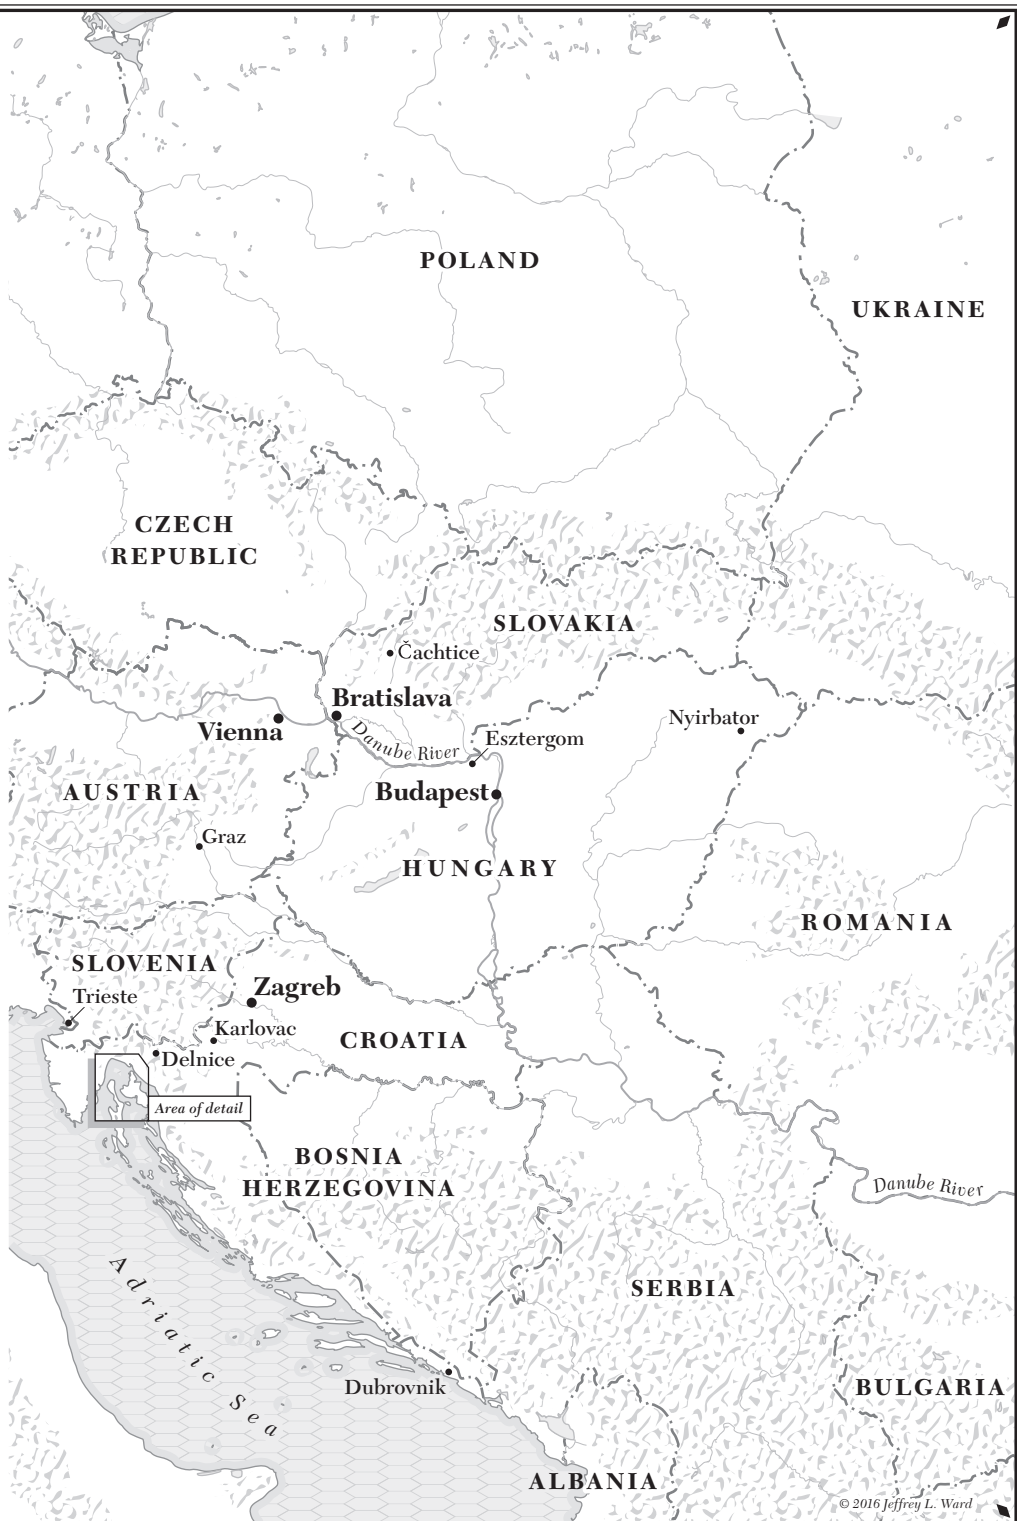 POLAND
UKRAINE
CZECH
REPUBLIC
SLOVAKIA
Čachtice
Bratislava
Vienna
Danube River
Esztergom
Nyirbator
Budapest
AUSTRIA
Graz
HUNGARY
ROMANIA
SLOVENIA
Zagreb
Trieste
Karlovac
CROATIA
Delnice
Area of detail
BOSNIA
HERZEGOVINA
Danube River
Adriatic Sea
SERBIA
Dubrovnik
BULGARIA
ALBANIA
© 2016 Jeffrey L. Ward